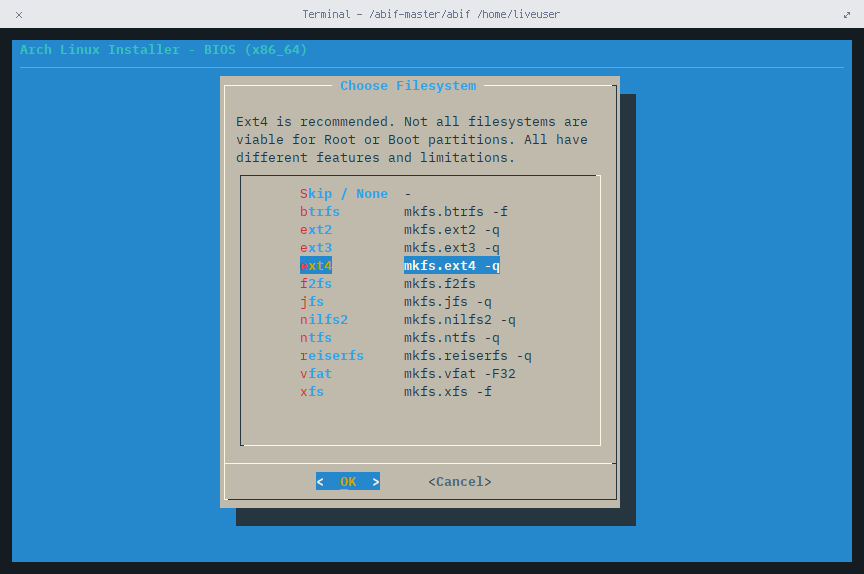 Terminal - /abif-master/abif /home/liveuser
Arch Linux Installer - BIOS (x86_64)
Choose Filesystem
Ext4 is recommended. Not all filesystems are
viable for Root or Boot partitions. All have
different features and limitations.
Skip / None -
btrfs mkfs.btrfs -f
ext2 mkfs.ext2 -q
ext3 mkfs.ext3 -q
ext4 mkfs.ext4 -q
f2fs mkfs.f2fs
jfs mkfs.jfs -q
nilfs2 mkfs.nilfs2 -q
ntfs mkfs.ntfs -q
reiserfs mkfs.reiserfs -q
vfat mkfs.vfat -F32
xfs mkfs.xfs -f
< OK > <Cancel>